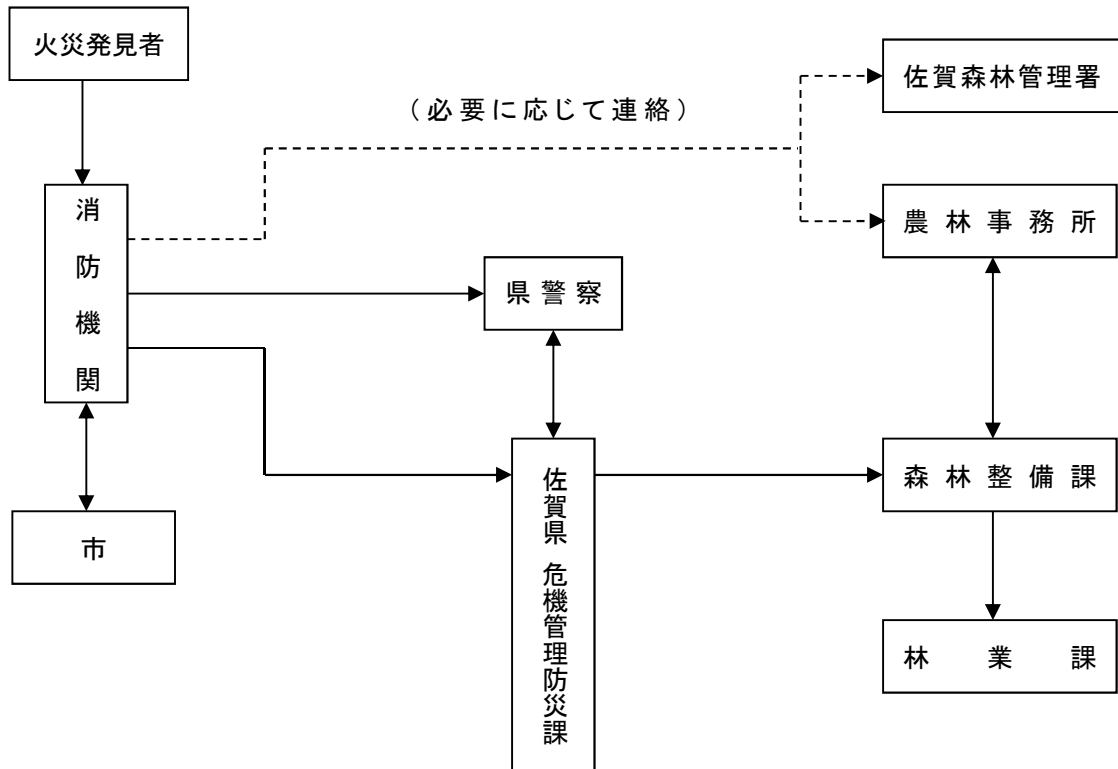 火災発見者
佐賀森林管理署
（必要に応じて連絡）
消防機関
農林事務所
県警察
佐賀県 危機管理防災課
森林整備課
市
林業課